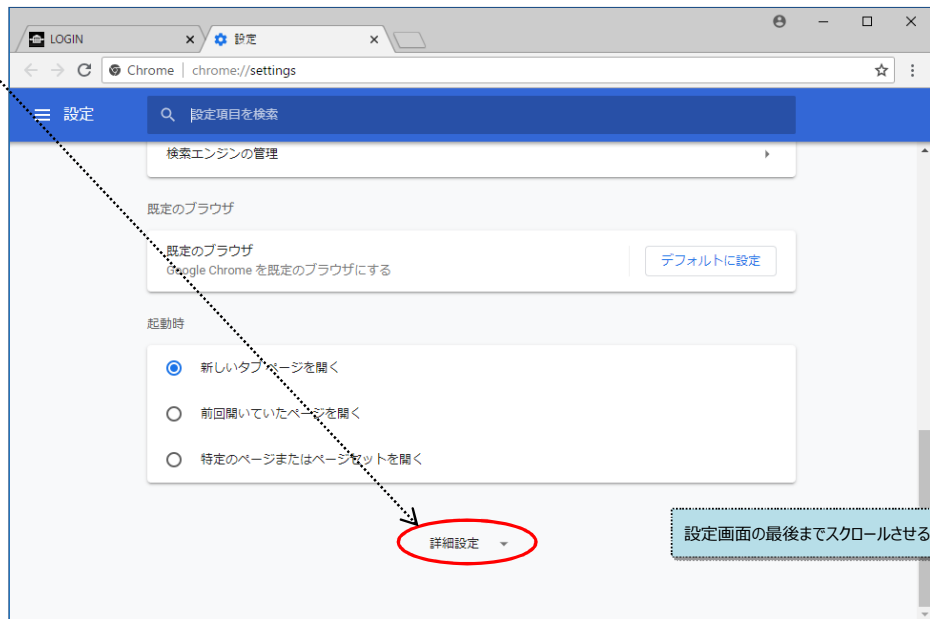 LOGIN
設定
Chrome | chrome://settings
設定
設定項目を検索
検索エンジンの管理
既定のブラウザ
既定のブラウザ
Google Chrome を既定のブラウザにする
デフォルトに設定
起動時
新しいタブ ページを開く
前回開いていたページを開く
特定のページまたはページセットを開く
詳細設定
設定画面の最後までスクロールさせる